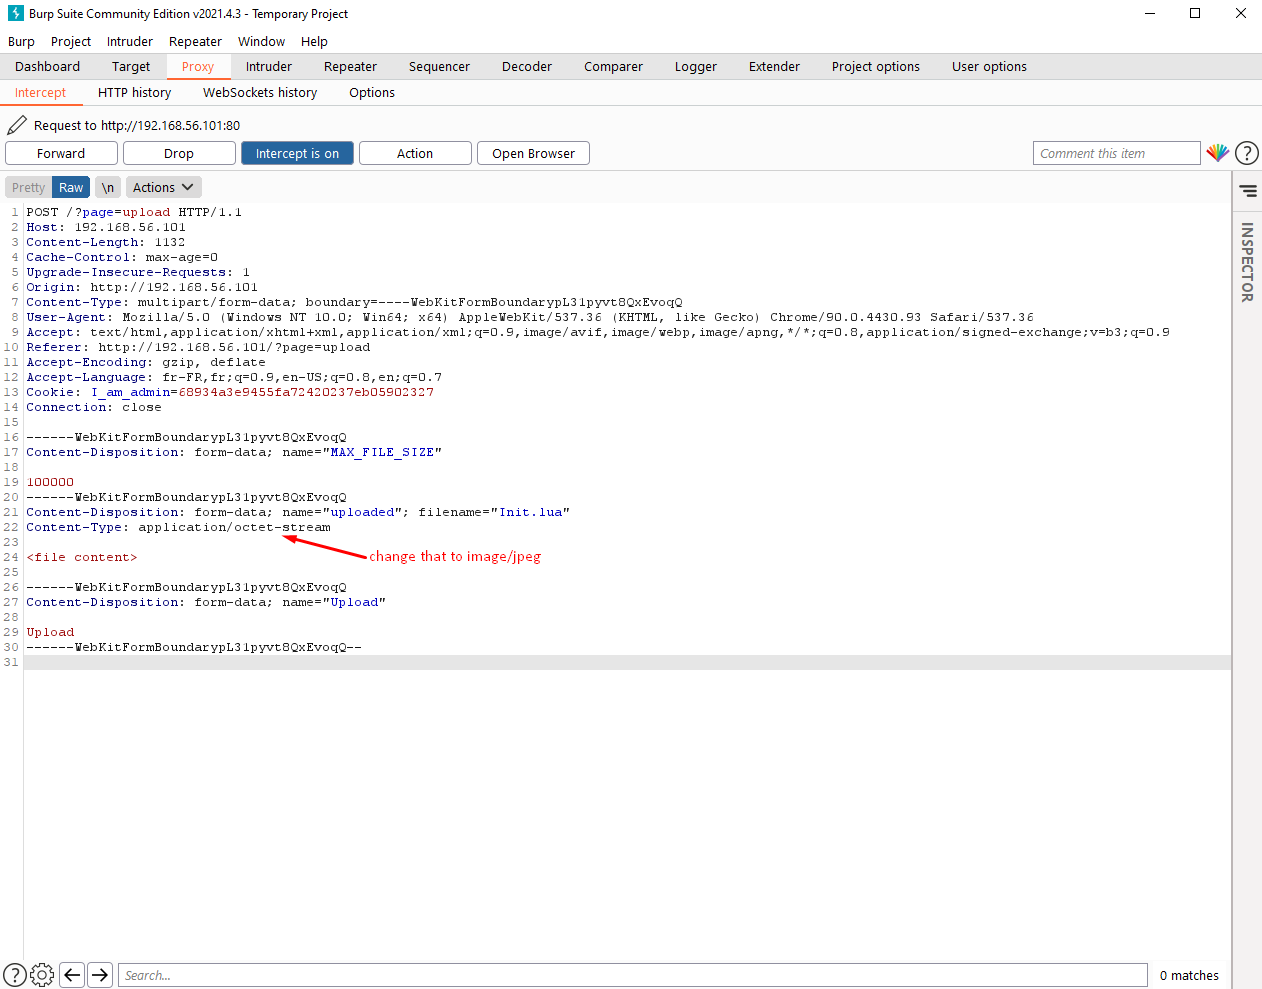 Burp Suite Community Edition v2021.4.3 - Temporary Project
Burp Project Intruder Repeater Window Help
Dashboard Target Proxy Intruder Repeater Sequencer Decoder Comparer Logger Extender Project options User options
Intercept HTTP history WebSockets history Options
Request to http://192.168.56.101:80
Forward Drop Intercept is on Action Open Browser Comment this item ?
Pretty Raw \n Actions
INSPECTOR
1 POST /?page=upload HTTP/1.1
2 Host: 192.168.56.101
3 Content-Length: 1132
4 Cache-Control: max-age=0
5 Upgrade-Insecure-Requests: 1
6 Origin: http://192.168.56.101
7 Content-Type: multipart/form-data; boundary=----WebKitFormBoundarypL31pyvt8QxEvoqQ
8 User-Agent: Mozilla/5.0 (Windows NT 10.0; Win64; x64) AppleWebKit/537.36 (KHTML, like Gecko) Chrome/90.0.4430.93 Safari/537.36
9 Accept: text/html,application/xhtml+xml,application/xml;q=0.9,image/avif,image/webp,image/apng,*/*;q=0.8,application/signed-exchange;v=b3;q=0.9
10 Referer: http://192.168.56.101/?page=upload
11 Accept-Encoding: gzip, deflate
12 Accept-Language: fr-FR,fr;q=0.9,en-US;q=0.8,en;q=0.7
13 Cookie: I_am_admin=68934a3e9455fa72420237eb05902327
14 Connection: close
15
16 ------WebKitFormBoundarypL31pyvt8QxEvoqQ
17 Content-Disposition: form-data; name="MAX_FILE_SIZE"
18
19 100000
20 ------WebKitFormBoundarypL31pyvt8QxEvoqQ
21 Content-Disposition: form-data; name="uploaded"; filename="Init.lua"
22 Content-Type: application/octet-stream
23
24 <file content>
change that to image/jpeg
25
26 ------WebKitFormBoundarypL31pyvt8QxEvoqQ
27 Content-Disposition: form-data; name="Upload"
28
29 Upload
30 ------WebKitFormBoundarypL31pyvt8QxEvoqQ--
31
? Search... 0 matches